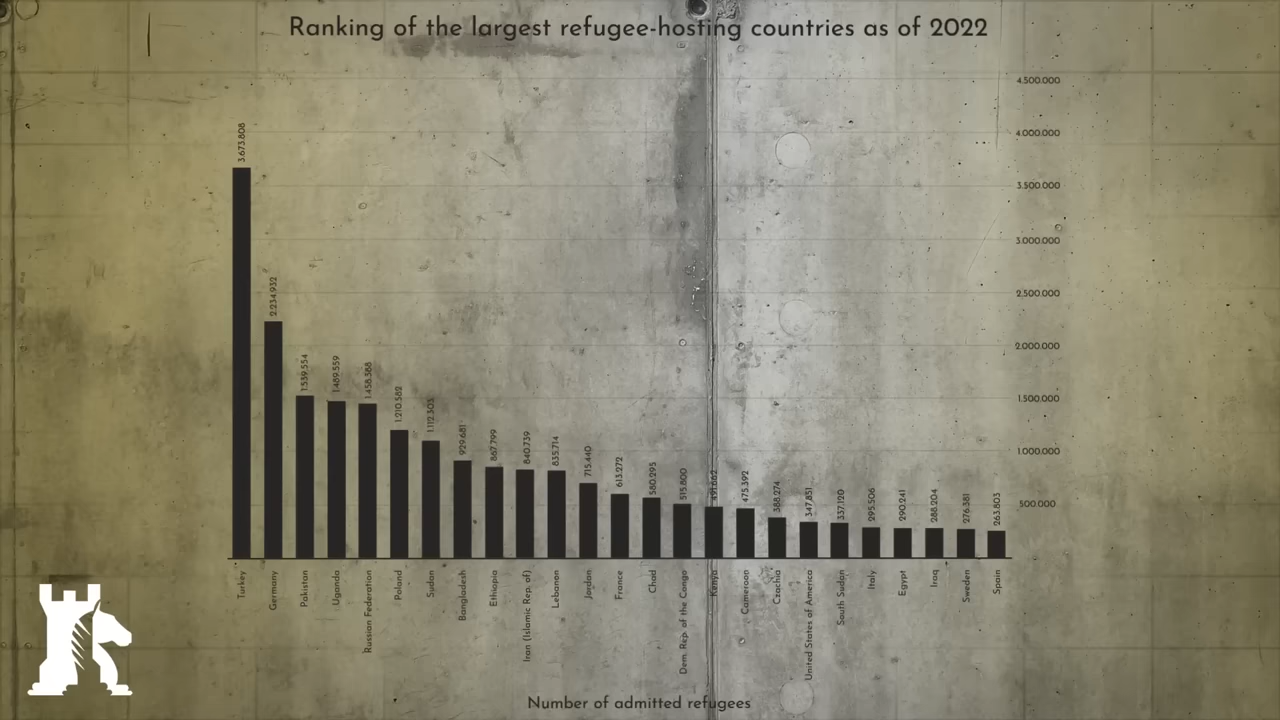 Ranking of the largest refugee-hosting countries as of 2022
4.500.000
4.000.000
3.500.000
3.000.000
2.500.000
2.000.000
1.500.000
1.000.000
500.000
3.673.808
2.234.932
1.539.554
1.489.559
1.458.588
1.210.582
1.112.303
929.681
867.799
840.739
835.714
715.440
613.272
580.295
515.800
475.392
388.274
347.851
337.120
295.506
290.241
288.204
276.381
263.803
Turkey
Germany
Pakistan
Uganda
Russian Federation
Poland
Sudan
Bangladesh
Ethiopia
Iran (Islamic Rep. of)
Lebanon
Jordan
France
Chad
Dem. Rep. of the Congo
Kenya
Cameroon
Czechia
United States of America
South Sudan
Italy
Egypt
Iraq
Sweden
Spain
Number of admitted refugees